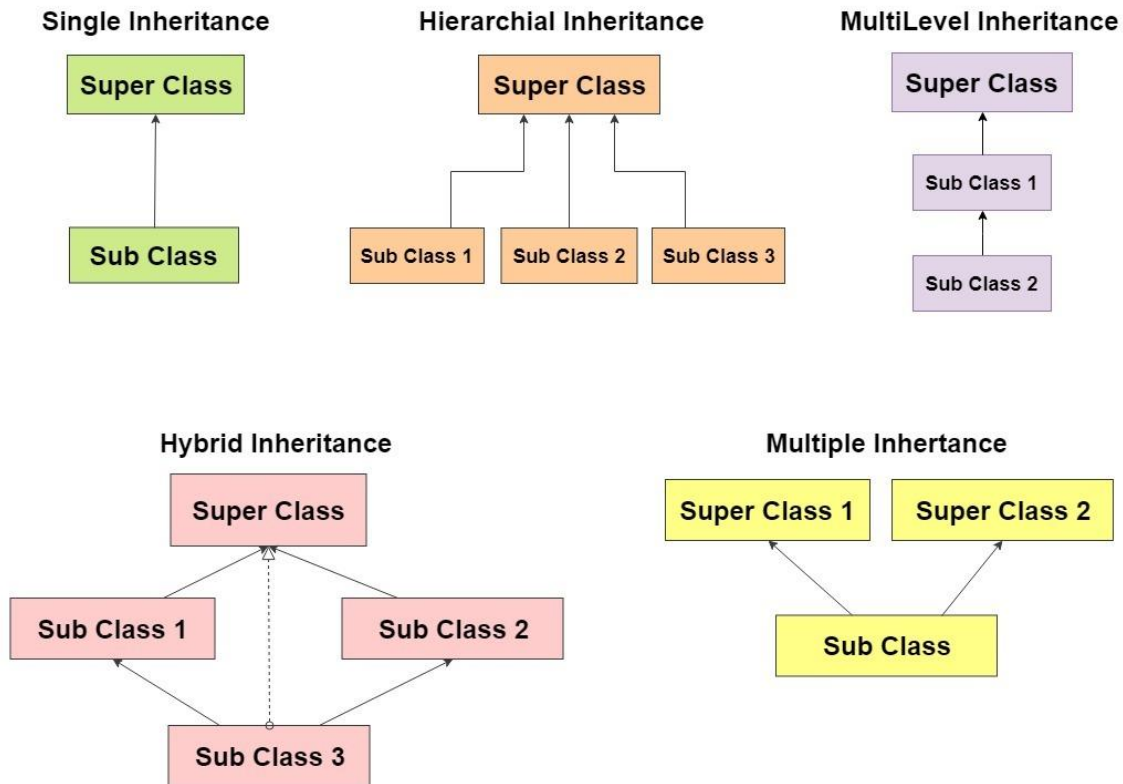 Single Inheritance
Hierarchial Inheritance
MultiLevel Inheritance
Super Class
Super Class
Super Class
Sub Class 1
Sub Class
Sub Class 1
Sub Class 2
Sub Class 3
Sub Class 2
Hybrid Inheritance
Multiple Inhertance
Super Class
Super Class 1
Super Class 2
Sub Class 1
Sub Class 2
Sub Class
Sub Class 3